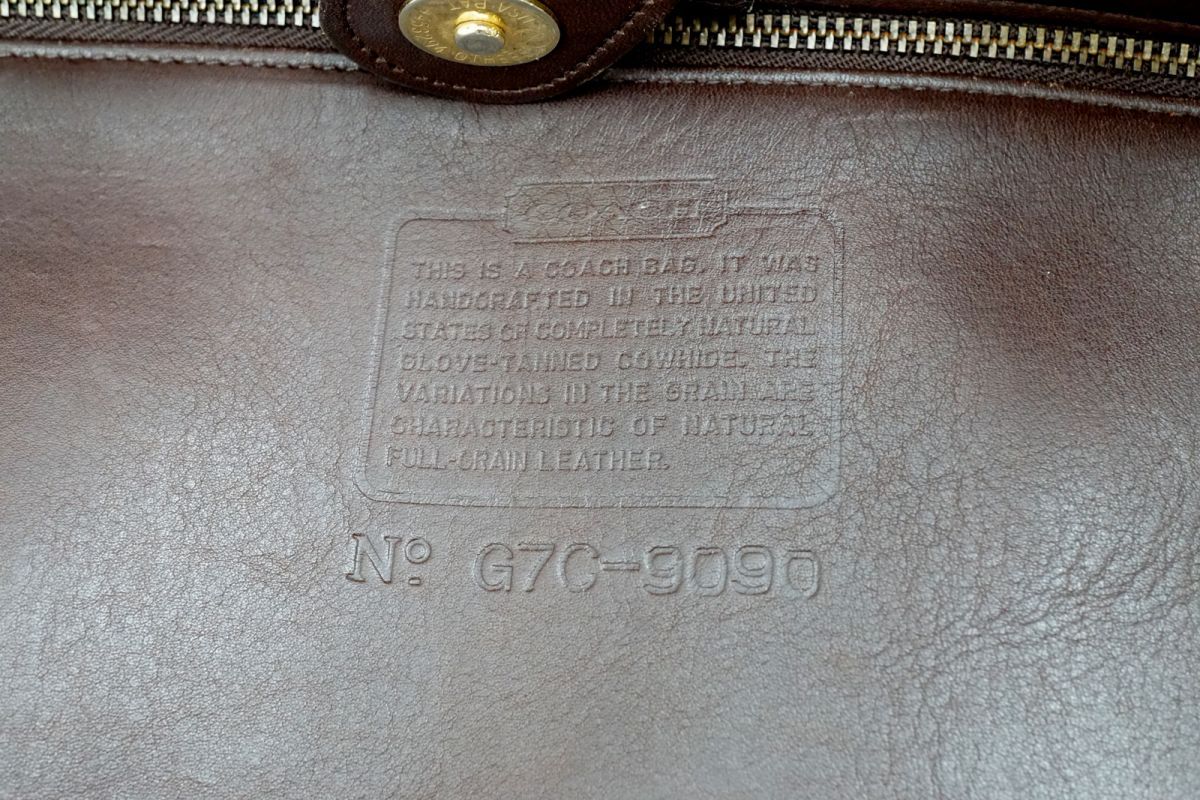 COACH
THIS IS A COACH BAG. IT WAS
HANDCRAFTED IN THE UNITED
STATES OF COMPLETELY NATURAL
GLOVE-TANNED COWHIDE. THE
VARIATIONS IN THE GRAIN ARE
CHARACTERISTIC OF NATURAL
FULL-GRAIN LEATHER.
Nº G7C-9090